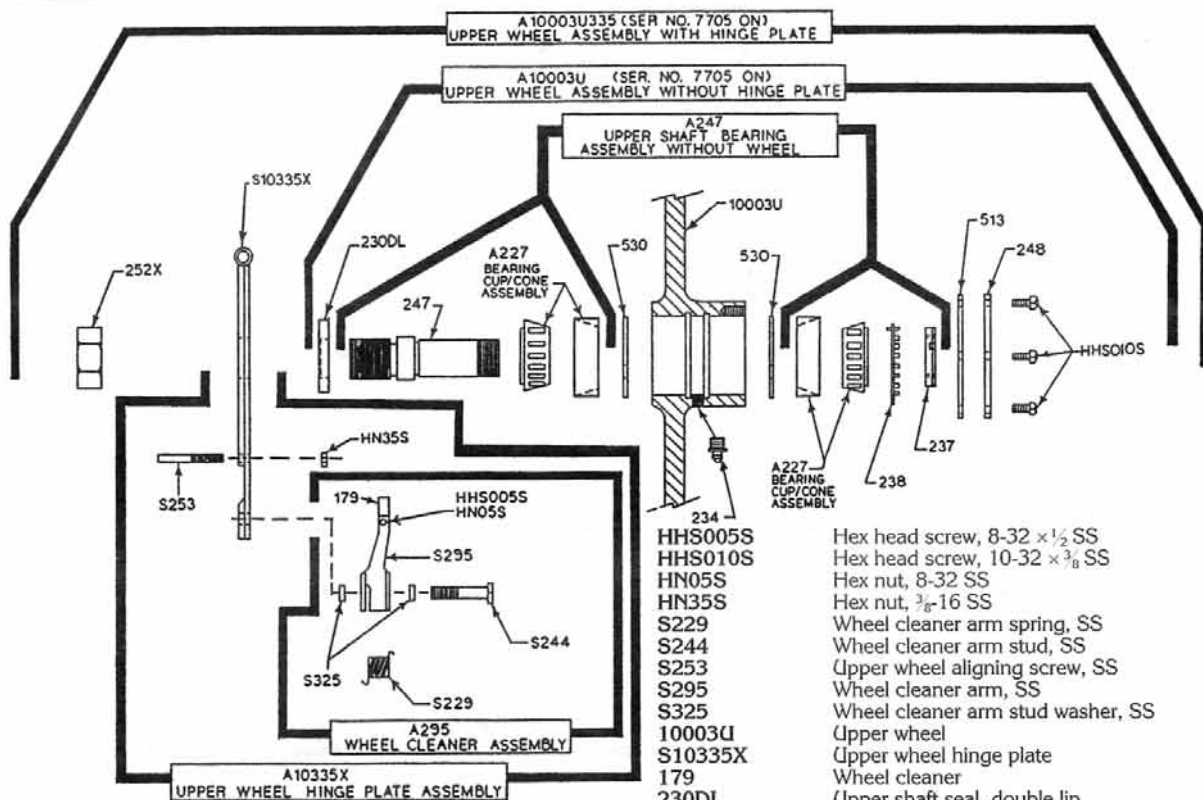 A10003U335 (SER NO. 7705 ON)
UPPER WHEEL ASSEMBLY WITH HINGE PLATE
A10003U (SER. NO. 7705 ON)
UPPER WHEEL ASSEMBLY WITHOUT HINGE PLATE
A247
UPPER SHAFT BEARING
ASSEMBLY WITHOUT WHEEL
S10335X
252X
230DL
247
A227
BEARING
CUP/CONE
ASSEMBLY
530
10003U
530
513
248
HHS010S
237
238
A227
BEARING
CUP/CONE
ASSEMBLY
234
HN35S
S253
179
HHS005S
HN05S
S295
S325
S244
S229
A295
WHEEL CLEANER ASSEMBLY
A10335X
UPPER WHEEL HINGE PLATE ASSEMBLY
HHS005S Hex head screw, 8-32 × ½ SS
HHS010S Hex head screw, 10-32 × ⅜ SS
HN05S Hex nut, 8-32 SS
HN35S Hex nut, ⅜-16 SS
S229 Wheel cleaner arm spring, SS
S244 Wheel cleaner arm stud, SS
S253 Upper wheel aligning screw, SS
S295 Wheel cleaner arm, SS
S325 Wheel cleaner arm stud washer, SS
10003U Upper wheel
S10335X Upper wheel hinge plate
179 Wheel cleaner
230DL Upper shaft seal, double lip